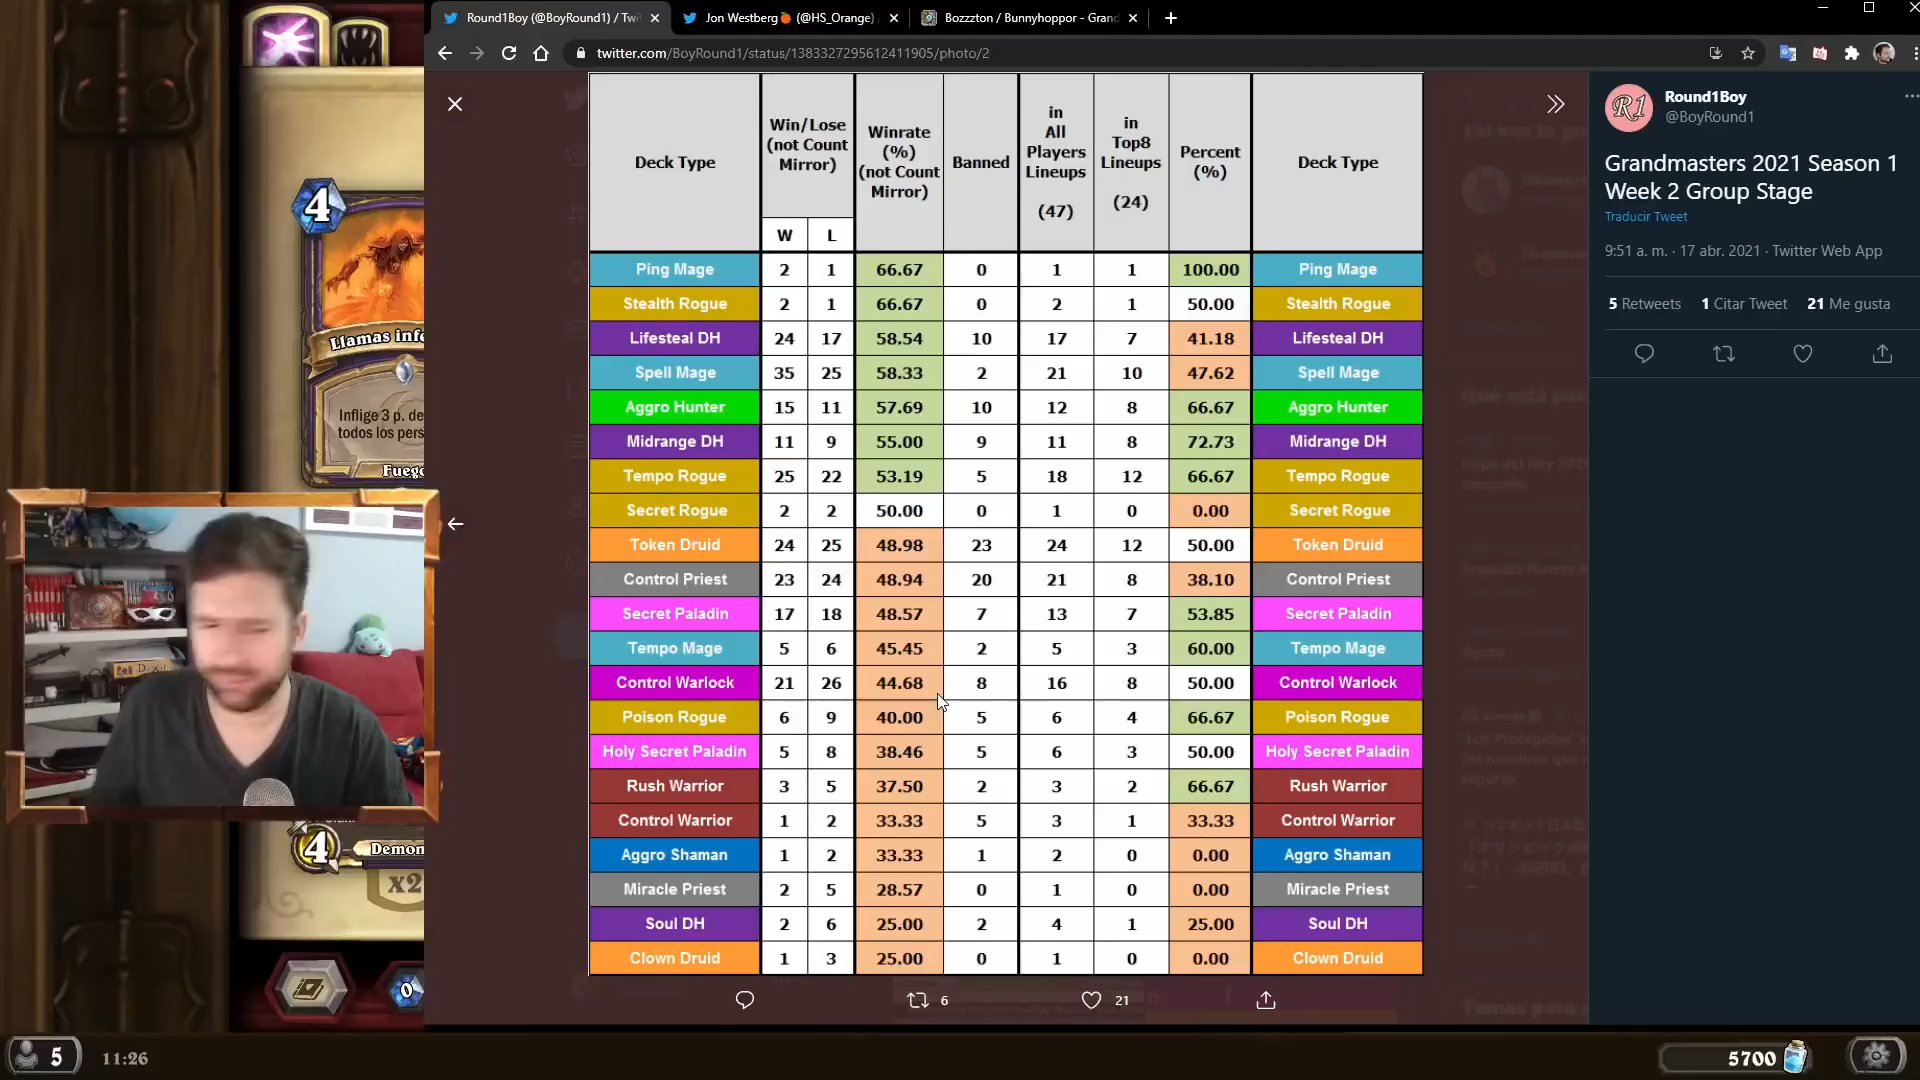 Round1Boy (@BoyRound1) / Twi
Jon Westberg (@HS_Orange)
Bozzzton / Bunnyhoppor - Gran
twitter.com/BoyRound1/status/1383327295612411905/photo/2
4
Llamas infe
Inflige 3 p. de
todos los pers
Fuego
4
Demon
x2
0
5
11:26
5700
Deck Type
Win/Lose
(not Count
Mirror)
W L
Winrate
(%)
(not Count
Mirror)
Banned
in
All
Players
Lineups
(47)
in
Top8
Lineups
(24)
Percent
(%)
Deck Type
Ping Mage 2 1 66.67 0 1 1 100.00 Ping Mage
Stealth Rogue 2 1 66.67 0 2 1 50.00 Stealth Rogue
Lifesteal DH 24 17 58.54 10 17 7 41.18 Lifesteal DH
Spell Mage 35 25 58.33 2 21 10 47.62 Spell Mage
Aggro Hunter 15 11 57.69 10 12 8 66.67 Aggro Hunter
Midrange DH 11 9 55.00 9 11 8 72.73 Midrange DH
Tempo Rogue 25 22 53.19 5 18 12 66.67 Tempo Rogue
Secret Rogue 2 2 50.00 0 1 0 0.00 Secret Rogue
Token Druid 24 25 48.98 23 24 12 50.00 Token Druid
Control Priest 23 24 48.94 20 21 8 38.10 Control Priest
Secret Paladin 17 18 48.57 7 13 7 53.85 Secret Paladin
Tempo Mage 5 6 45.45 2 5 3 60.00 Tempo Mage
Control Warlock 21 26 44.68 8 16 8 50.00 Control Warlock
Poison Rogue 6 9 40.00 5 6 4 66.67 Poison Rogue
Holy Secret Paladin 5 8 38.46 5 6 3 50.00 Holy Secret Paladin
Rush Warrior 3 5 37.50 2 3 2 66.67 Rush Warrior
Control Warrior 1 2 33.33 5 3 1 33.33 Control Warrior
Aggro Shaman 1 2 33.33 1 2 0 0.00 Aggro Shaman
Miracle Priest 2 5 28.57 0 1 0 0.00 Miracle Priest
Soul DH 2 6 25.00 2 4 1 25.00 Soul DH
Clown Druid 1 3 25.00 0 1 0 0.00 Clown Druid
6
21
R1
Round1Boy
@BoyRound1
Grandmasters 2021 Season 1
Week 2 Group Stage
Traducir Tweet
9:51 a. m. · 17 abr. 2021 · Twitter Web App
5 Retweets 1 Citar Tweet 21 Me gusta